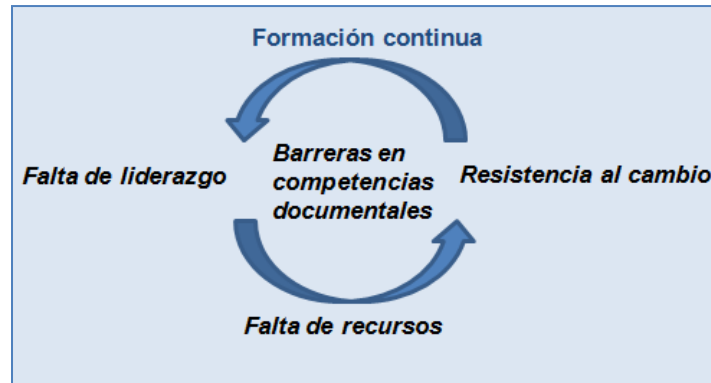 Formación continua
Falta de liderazgo
Barreras en
competencias
documentales
Resistencia al cambio
Falta de recursos